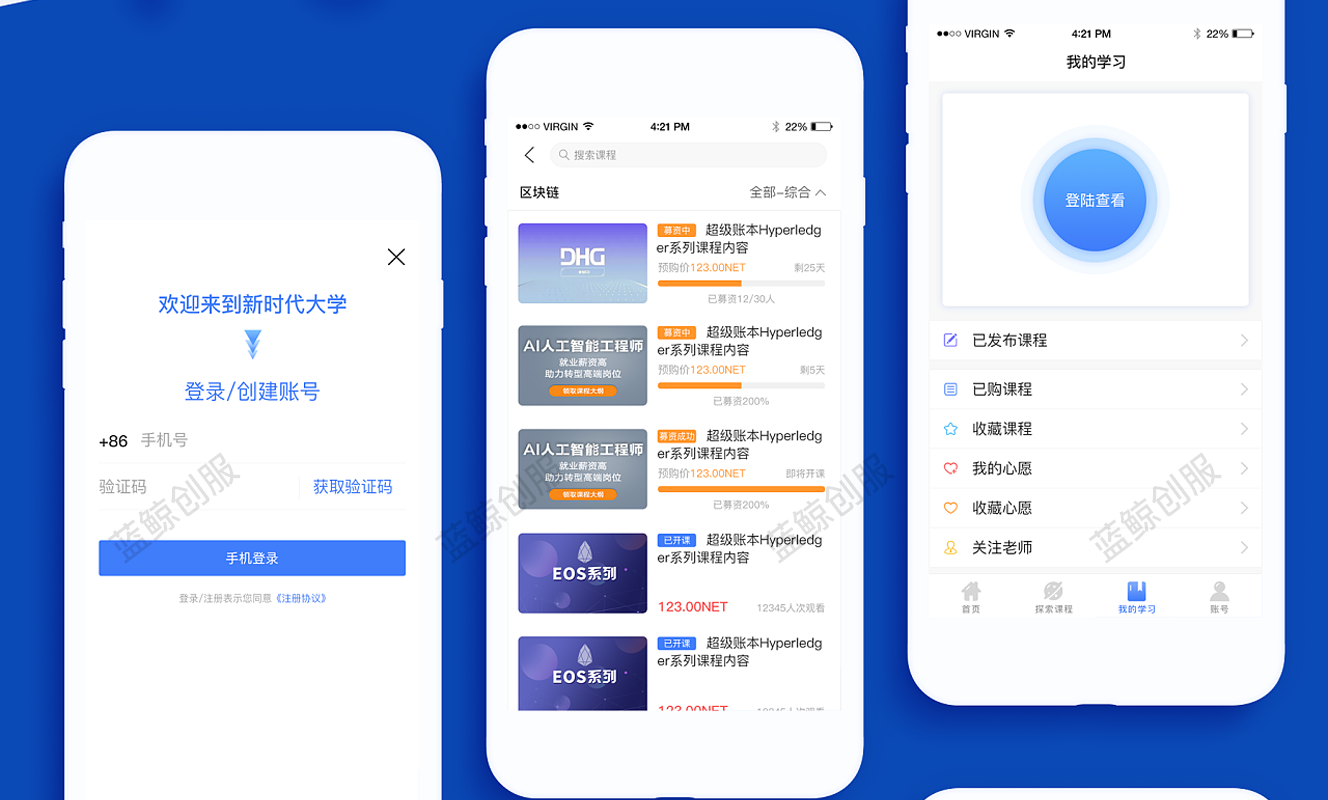 欢迎来到新时代大学
登录/创建账号
+86 手机号
验证码 获取验证码
手机登录
登录/注册表示您同意《注册协议》
VIRGIN 4:21 PM 22%
搜索课程
区块链 全部-综合
DHG
募资中 超级账本Hyperledg
er系列课程内容
预购价123.00NET 剩25天
已募资12/30人
AI人工智能工程师
就业薪资高
助力转型高端岗位
领取课程大纲
募资中 超级账本Hyperledg
er系列课程内容
预购价123.00NET 剩5天
已募资200%
AI人工智能工程师
就业薪资高
助力转型高端岗位
领取课程大纲
募资成功 超级账本Hyperledg
er系列课程内容
预购价123.00NET 即将开课
已募资200%
EOS系列
已开课 超级账本Hyperledg
er系列课程内容
123.00NET 12345人次观看
EOS系列
已开课 超级账本Hyperledg
er系列课程内容
123.00NET 12345人次观看
VIRGIN 4:21 PM 22%
我的学习
登陆查看
已发布课程
已购课程
收藏课程
我的心愿
收藏心愿
关注老师
首页 探索课程 我的学习 账号
蓝鲸创服
蓝鲸创服
蓝鲸创服
蓝鲸创服